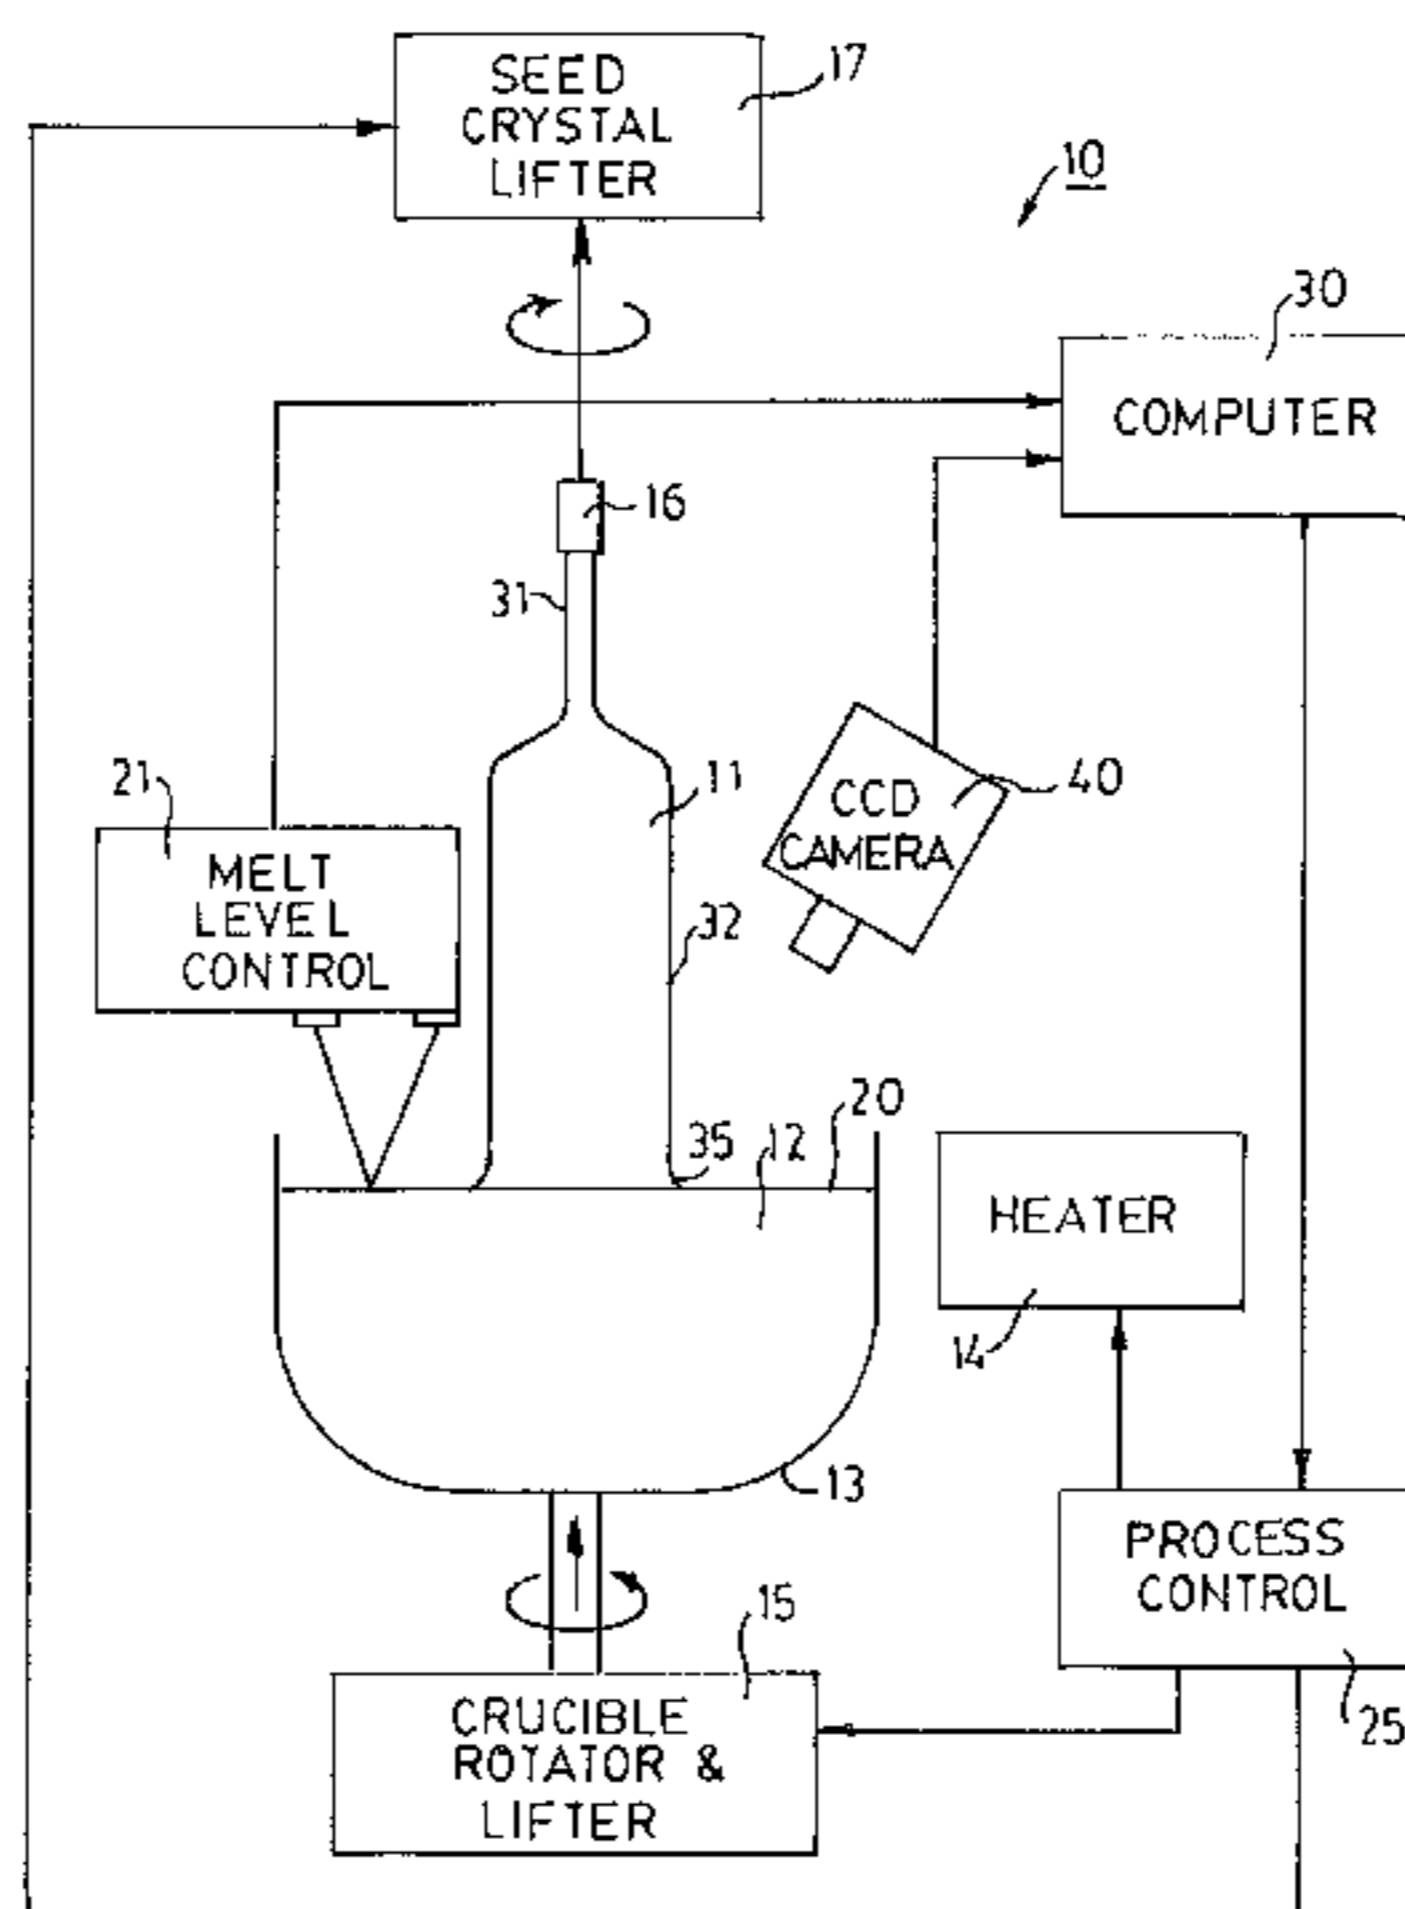 SEED
CRYSTAL
LIFTER
17
10
30
COMPUTER
16
31
21
11
CCD
CAMERA
40
MELT
LEVEL
CONTROL
32
20
12
35
HEATER
14
13
PROCESS
CONTROL
15
25
CRUCIBLE
ROTATOR &
LIFTER